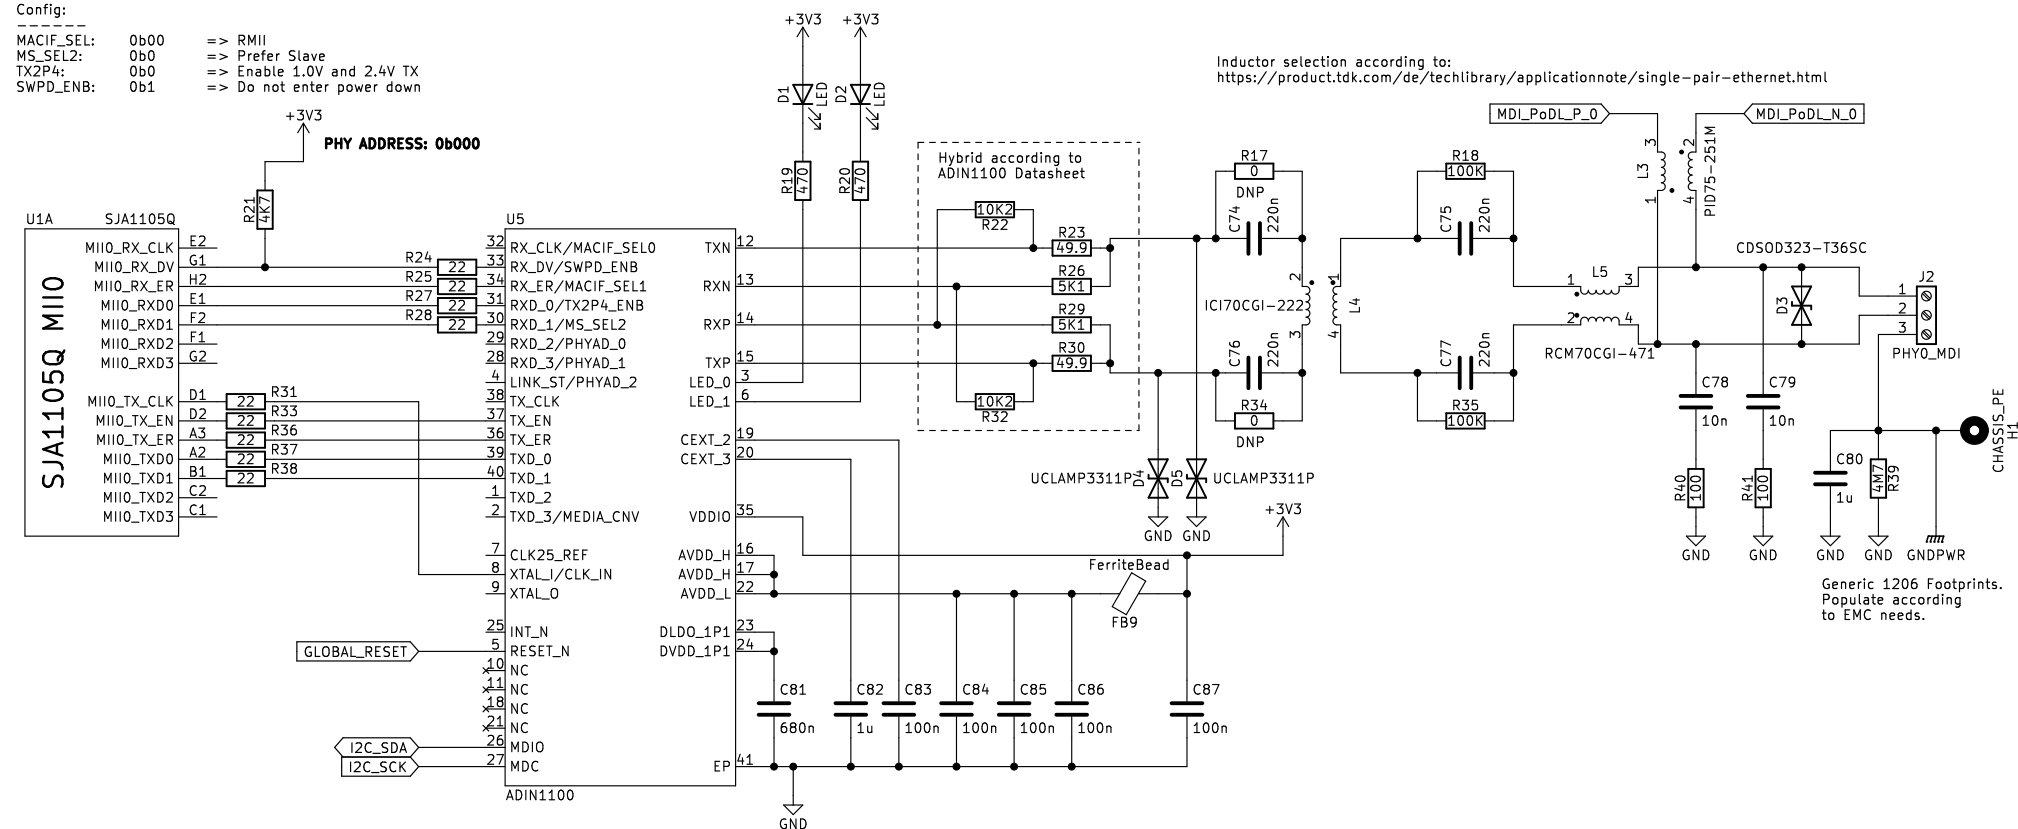 Config:
------
MACIF_SEL: 0b00 => RMII
MS_SEL2: 0b0 => Prefer Slave
TX2P4: 0b0 => Enable 1.0V and 2.4V TX
SWPD_ENB: 0b1 => Do not enter power down
+3V3
PHY ADDRESS: 0b000
R21
4K7
+3V3
+3V3
D1
LED
D2
LED
R19
470
R20
470
Inductor selection according to:
https://product.tdk.com/de/techlibrary/applicationnote/single-pair-ethernet.html
U1A
SJA1105Q
SJA1105Q MII0
MII0_RX_CLK E2
MII0_RX_DV G1
MII0_RX_ER H2
MII0_RXD0 E1
MII0_RXD1 F2
MII0_RXD2 F1
MII0_RXD3 G2
MII0_TX_CLK D1
MII0_TX_EN D2
MII0_TX_ER A3
MII0_TXD0 A2
MII0_TXD1 B1
MII0_TXD2 C2
MII0_TXD3 C1
R24
22
R25
22
R27
22
R28
22
22
R31
22
R33
22
R36
22
R37
22
R38
GLOBAL_RESET
I2C_SDA
I2C_SCK
U5
32 RX_CLK/MACIF_SEL0
33 RX_DV/SWPD_ENB
34 RX_ER/MACIF_SEL1
31 RXD_0/TX2P4_ENB
30 RXD_1/MS_SEL2
29 RXD_2/PHYAD_0
28 RXD_3/PHYAD_1
4 LINK_ST/PHYAD_2
38 TX_CLK
37 TX_EN
36 TX_ER
39 TXD_0
40 TXD_1
1 TXD_2
2 TXD_3/MEDIA_CNV
7 CLK25_REF
8 XTAL_I/CLK_IN
9 XTAL_O
25 INT_N
5 RESET_N
10 NC
11 NC
18 NC
21 NC
26 MDIO
27 MDC
TXN 12
RXN 13
RXP 14
TXP 15
LED_0 3
LED_1 6
CEXT_2 19
CEXT_3 20
VDDIO 35
AVDD_H 16
AVDD_H 17
AVDD_L 22
DLDO_1P1 23
DVDD_1P1 24
EP 41
ADIN1100
Hybrid according to
ADIN1100 Datasheet
10K2
R22
R23
49.9
R26
5K1
R29
5K1
R30
49.9
10K2
R32
UCLAMP3311P
D4
D5
UCLAMP3311P
GND
GND
+3V3
FerriteBead
FB9
C81
680n
C82
1u
C83
100n
C84
100n
C85
100n
C86
100n
C87
100n
GND
R17
0
DNP
C74
220n
C76
220n
R34
0
DNP
ICI70CGI-222
2
3
1
4
L4
R18
100K
C75
220n
C77
220n
R35
100K
MDI_PoDL_P_0
MDI_PoDL_N_0
3
L3
1
2
4
PID75-251M
1 L5 3
2 4
RCM70CGI-471
CDSOD323-T36SC
D3
J2
1
2
3
PHY0_MDI
C78
10n
C79
10n
R40
100
R41
100
GND
GND
C80
1u
4M7
R39
GND
GND
GNDPWR
CHASSIS_PE
H1
Generic 1206 Footprints.
Populate according
to EMC needs.